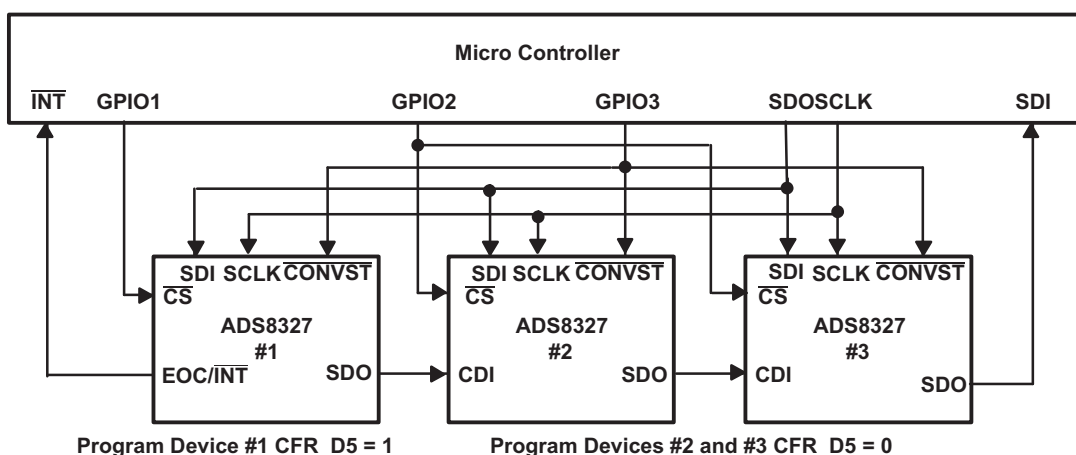 Micro Controller
INT GPIO1 GPIO2 GPIO3 SDOSCLK SDI
SDI SCLK CONVST
CS
ADS8327
#1
EOC/INT SDO
SDI SCLK CONVST
CS
ADS8327
#2
CDI SDO
SDI SCLK CONVST
CS
ADS8327
#3
CDI SDO
Program Device #1 CFR D5 = 1 Program Devices #2 and #3 CFR D5 = 0